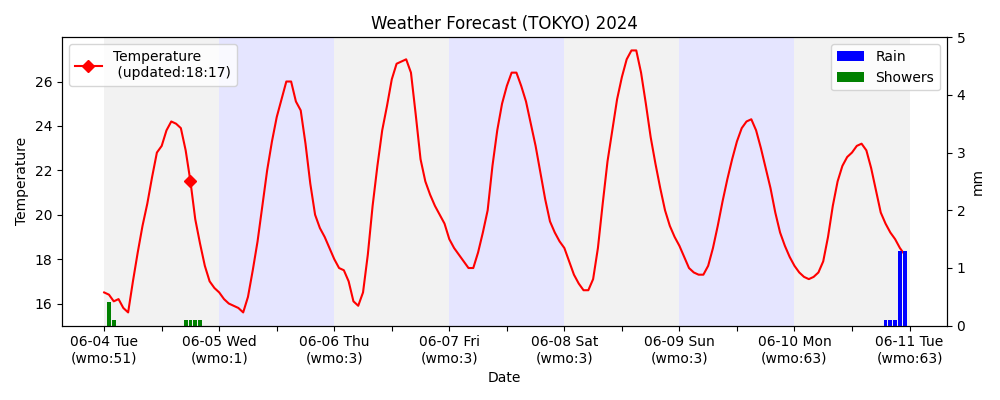 Weather Forecast (TOKYO) 2024
Temperature
(updated:18:17)
Rain
Showers
Temperature
26
24
22
20
18
16
5
4
3
2
1
0
mm
06-04 Tue
(wmo:51)
06-05 Wed
(wmo:1)
06-06 Thu
(wmo:3)
06-07 Fri
(wmo:3)
06-08 Sat
(wmo:3)
06-09 Sun
(wmo:3)
06-10 Mon
(wmo:63)
06-11 Tue
(wmo:63)
Date